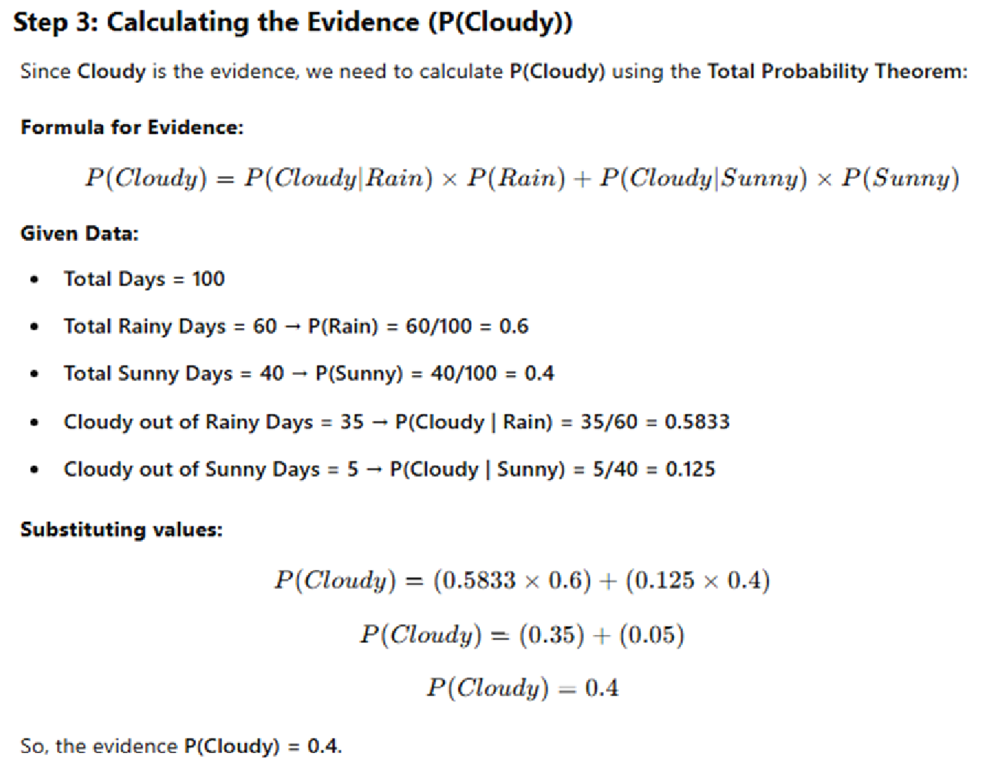 Step 3: Calculating the Evidence (P(Cloudy))
Since Cloudy is the evidence, we need to calculate P(Cloudy) using the Total Probability Theorem:
Formula for Evidence:
P(Cloudy) = P(Cloudy|Rain) × P(Rain) + P(Cloudy|Sunny) × P(Sunny)
Given Data:
• Total Days = 100
• Total Rainy Days = 60 → P(Rain) = 60/100 = 0.6
• Total Sunny Days = 40 → P(Sunny) = 40/100 = 0.4
• Cloudy out of Rainy Days = 35 → P(Cloudy | Rain) = 35/60 = 0.5833
• Cloudy out of Sunny Days = 5 → P(Cloudy | Sunny) = 5/40 = 0.125
Substituting values:
P(Cloudy) = (0.5833 × 0.6) + (0.125 × 0.4)
P(Cloudy) = (0.35) + (0.05)
P(Cloudy) = 0.4
So, the evidence P(Cloudy) = 0.4.